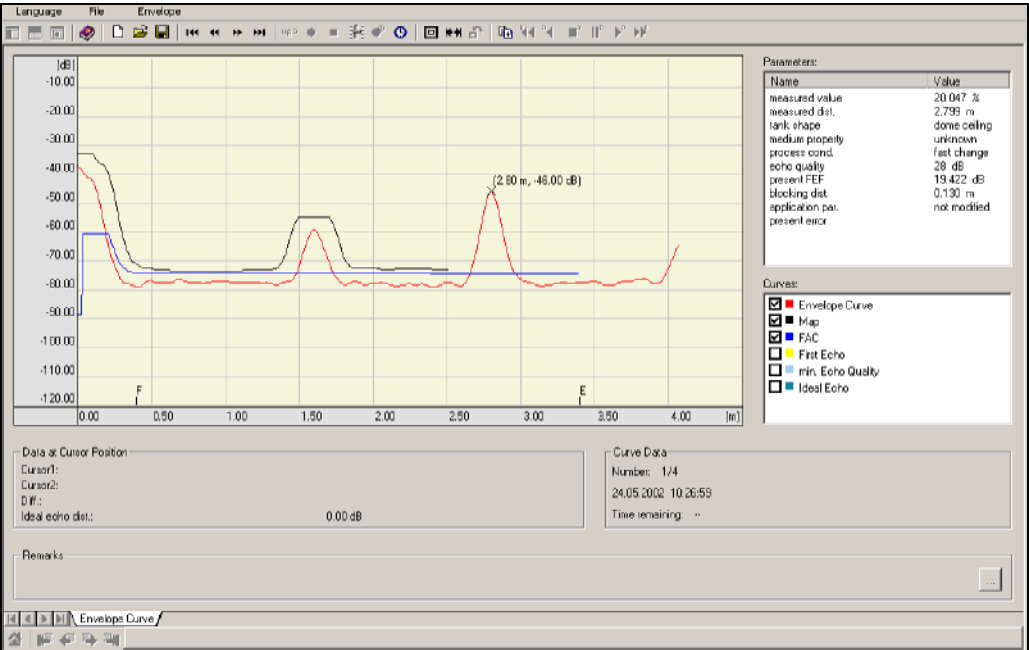 Language File Envelope
[dB]
-10.00
-20.00
-30.00
-40.00
-50.00
-60.00
-70.00
-80.00
-90.00
-100.00
-110.00
-120.00
(2.80 m, -46.00 dB)
F
E
0.00 0.50 1.00 1.50 2.00 2.50 3.00 3.50 4.00 [m]
Parameters:
Name Value
measured value 20.047 %
measured dist. 2.799 m
tank shape dome ceiling
medium property unknown
process cond. fast change
echo quality 28 dB
present FEF 19.422 dB
blocking dist 0.130 m
application par. not modified
present error
Curves:
Envelope Curve
Map
FAC
First Echo
min. Echo Quality
Ideal Echo
Data at Cursor Position
Cursor1:
Cursor2:
Diff.:
Ideal echo dist.: 0.00 dB
Curve Data
Number: 1/4
24.05.2002 10:26:59
Time remaining: --
Remarks
...
Envelope Curve